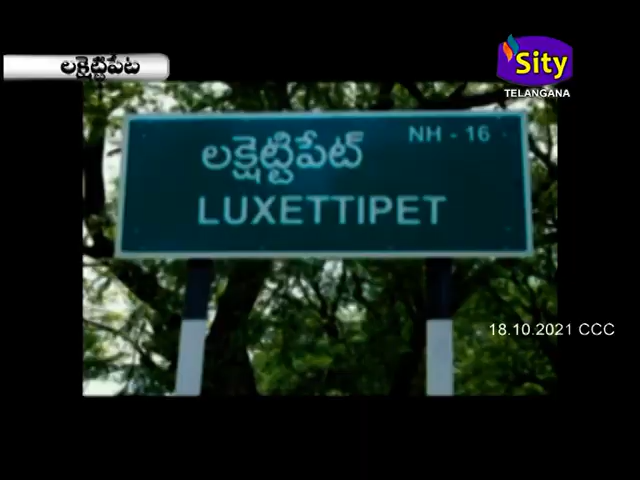 లక్షెట్టిపేట
Sity
TELANGANA
NH - 16
లక్షెట్టిపేట్
LUXETTIPET
18.10.2021 CCC